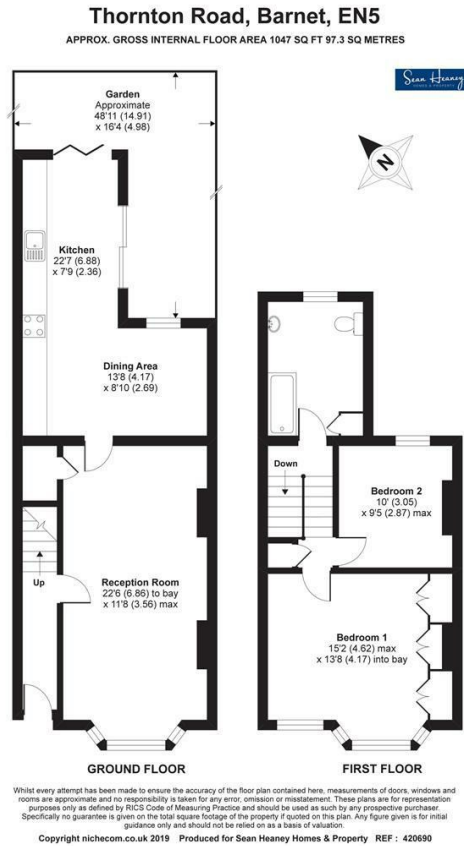 Thornton Road, Barnet, EN5
APPROX. GROSS INTERNAL FLOOR AREA 1047 SQ FT 97.3 SQ METRES
Sean Heaney
HOMES & PROPERTY
Garden
Approximate
48'11 (14.91)
x 16'4 (4.98)
N
Kitchen
22'7 (6.88)
x 7'9 (2.36)
Dining Area
13'8 (4.17)
x 8'10 (2.69)
Down
Bedroom 2
10' (3.05)
x 9'5 (2.87) max
Up
Reception Room
22'6 (6.86) to bay
x 11'8 (3.56) max
Bedroom 1
15'2 (4.62) max
x 13'8 (4.17) into bay
GROUND FLOOR
FIRST FLOOR
Whilst every attempt has been made to ensure the accuracy of the floor plan contained here, measurements of doors, windows and
rooms are approximate and no responsibility is taken for any error, omission or misstatement. These plans are for representation
purposes only as defined by RICS Code of Measuring Practice and should be used as such by any prospective purchaser.
Specifically no guarantee is given on the total square footage of the property if quoted on this plan. Any figure given is for initial
guidance only and should not be relied on as a basis of valuation.
Copyright nichecom.co.uk 2019 Produced for Sean Heaney Homes & Property REF : 420690